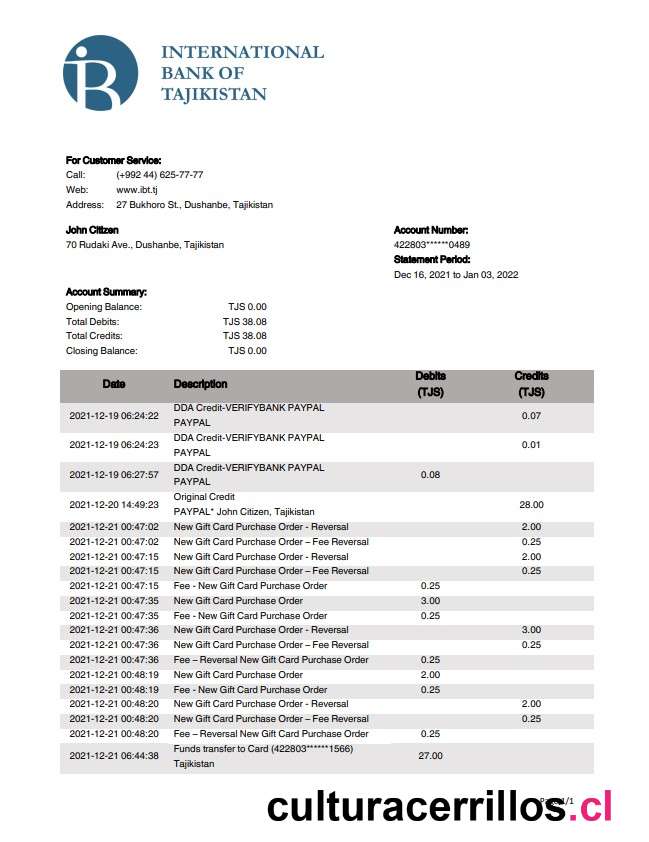 INTERNATIONAL
BANK OF
TAJIKISTAN
For Customer Service:
Call: (+992 44) 625-77-77
Web: www.ibt.tj
Address: 27 Bukhoro St., Dushanbe, Tajikistan
John Citizen
70 Rudaki Ave., Dushanbe, Tajikistan
Account Number:
422803******0489
Statement Period:
Dec 16, 2021 to Jan 03, 2022
Account Summary:
Opening Balance: TJS 0.00
Total Debits: TJS 38.08
Total Credits: TJS 38.08
Closing Balance: TJS 0.00
Date Description Debits (TJS) Credits (TJS)
2021-12-19 06:24:22 DDA Credit-VERIFYBANK PAYPAL 0.07
PAYPAL
2021-12-19 06:24:23 DDA Credit-VERIFYBANK PAYPAL 0.01
PAYPAL
2021-12-19 06:27:57 DDA Credit-VERIFYBANK PAYPAL 0.08
PAYPAL
2021-12-20 14:49:23 Original Credit 28.00
PAYPAL* John Citizen, Tajikistan
2021-12-21 00:47:02 New Gift Card Purchase Order - Reversal 2.00
2021-12-21 00:47:02 New Gift Card Purchase Order – Fee Reversal 0.25
2021-12-21 00:47:15 New Gift Card Purchase Order - Reversal 2.00
2021-12-21 00:47:15 New Gift Card Purchase Order – Fee Reversal 0.25
2021-12-21 00:47:15 Fee - New Gift Card Purchase Order 0.25
2021-12-21 00:47:35 New Gift Card Purchase Order 3.00
2021-12-21 00:47:35 Fee - New Gift Card Purchase Order 0.25
2021-12-21 00:47:36 New Gift Card Purchase Order - Reversal 3.00
2021-12-21 00:47:36 New Gift Card Purchase Order – Fee Reversal 0.25
2021-12-21 00:47:36 Fee – Reversal New Gift Card Purchase Order 0.25
2021-12-21 00:48:19 New Gift Card Purchase Order 2.00
2021-12-21 00:48:19 Fee - New Gift Card Purchase Order 0.25
2021-12-21 00:48:20 New Gift Card Purchase Order - Reversal 2.00
2021-12-21 00:48:20 New Gift Card Purchase Order – Fee Reversal 0.25
2021-12-21 00:48:20 Fee – Reversal New Gift Card Purchase Order 0.25
2021-12-21 06:44:38 Funds transfer to Card (422803******1566) 27.00
Tajikistan
culturacerrillos.cl